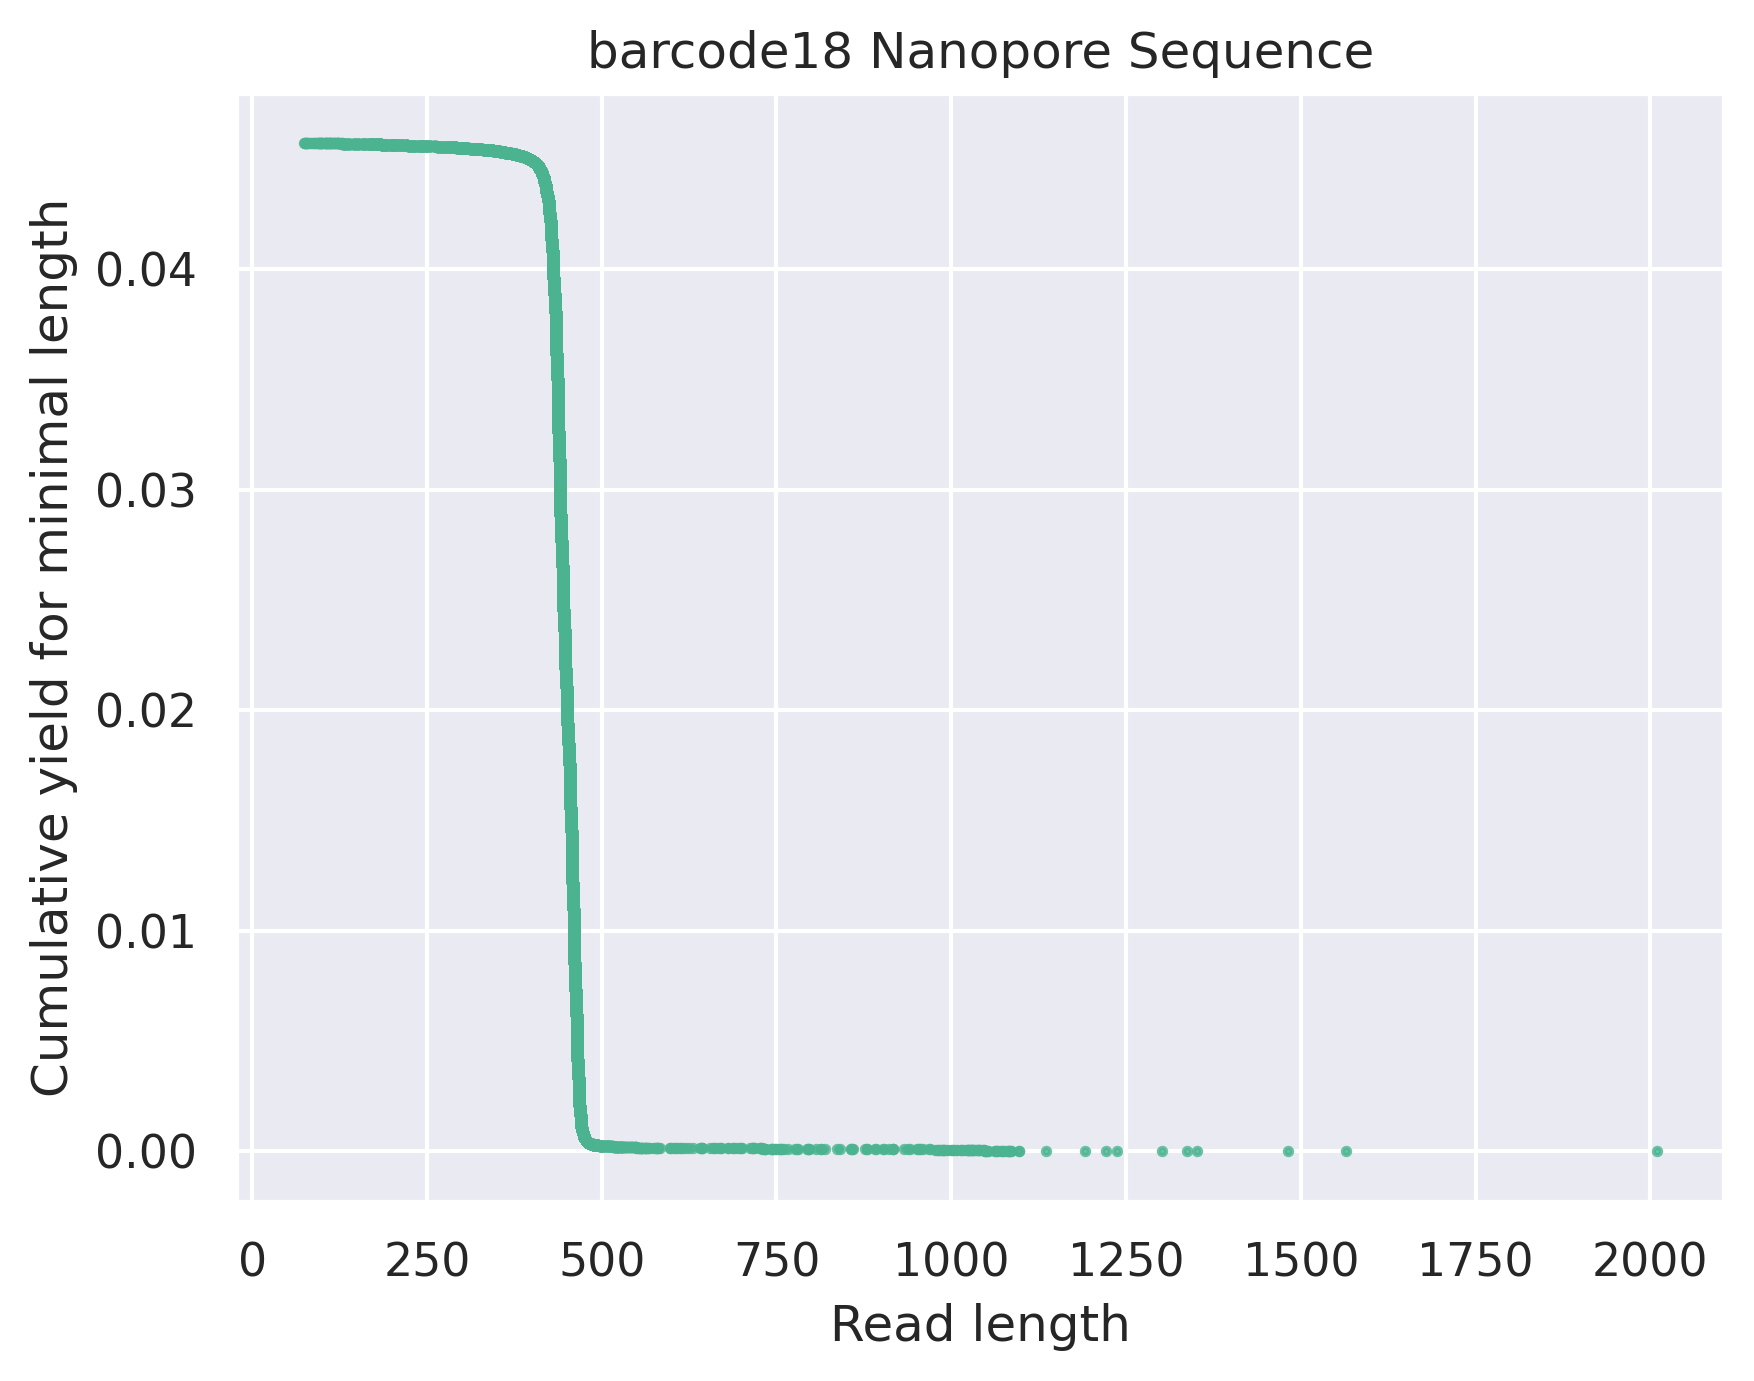 barcode18 Nanopore Sequence
Cumulative yield for minimal length
0.04
0.03
0.02
0.01
0.00
0 250 500 750 1000 1250 1500 1750 2000
Read length